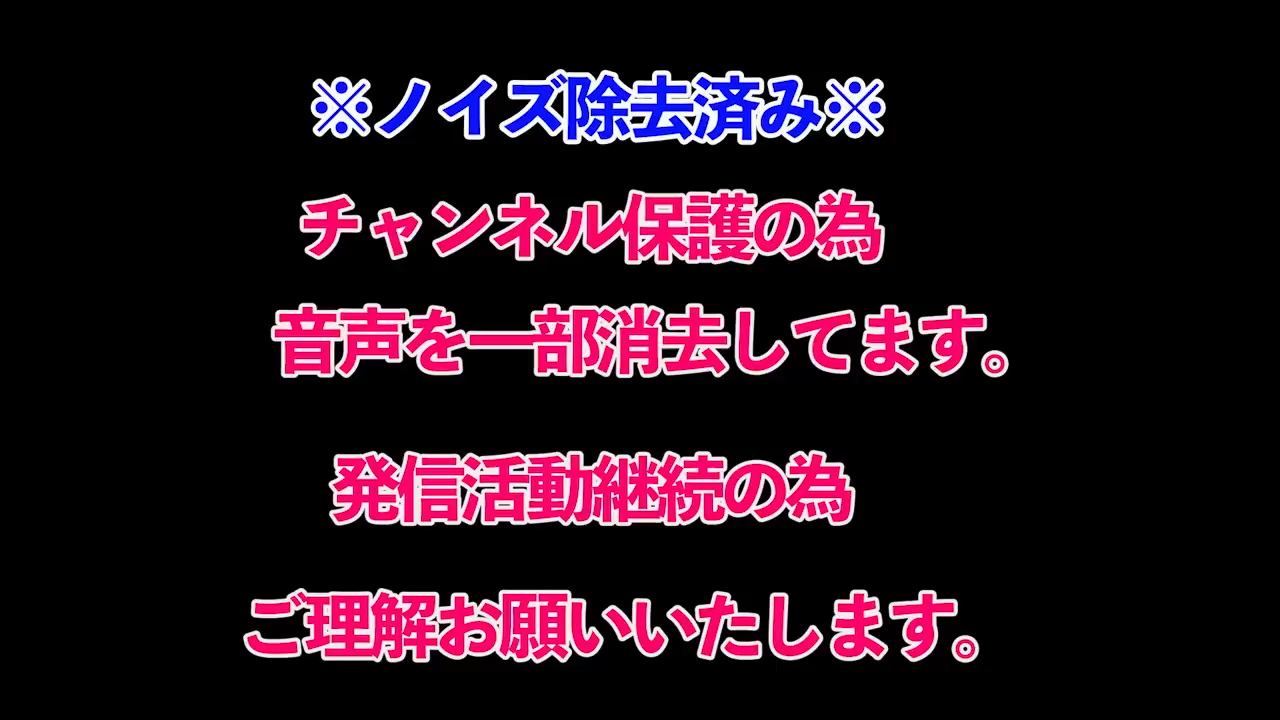 ※ノイズ除去済み※
チャンネル保護の為
音声を一部消去してます。
発信活動継続の為
ご理解お願いいたします。